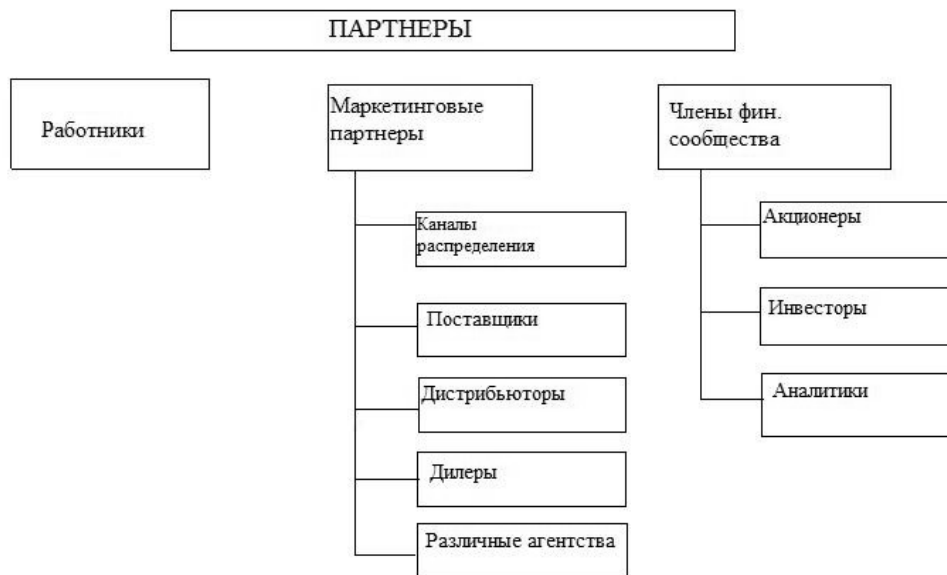 ПАРТНЕРЫ
Работники
Маркетинговые
партнеры
Члены фин.
сообщества
Каналы
распределения
Поставщики
Дистрибьюторы
Дилеры
Различные агентства
Акционеры
Инвесторы
Аналитики